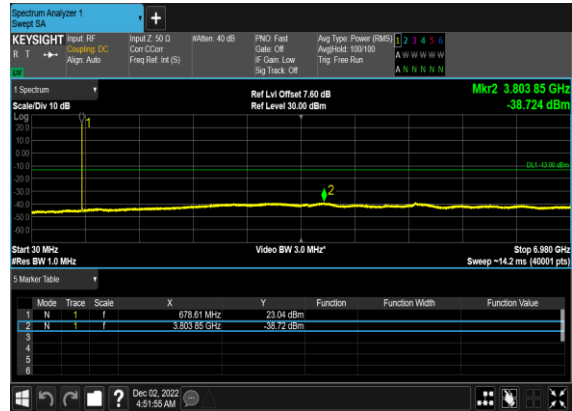 Spectrum Analyzer 1
Swept SA
+
KEYSIGHT Input: RF Input Z: 50 Ω #Atten: 40 dB PNO: Fast Avg Type: Power (RMS) 1 2 3 4 5 6
R T Coupling: DC Corr CCorr Gate: Off Avg|Hold: 100/100 A W W W W W
Align: Auto Freq Ref: Int (S) IF Gain: Low Trig: Free Run
LW Sig Track: Off A N N N N N
1 Spectrum Ref Lvl Offset 7.60 dB Mkr2 3.803 85 GHz
Scale/Div 10 dB Ref Level 30.00 dBm -38.724 dBm
Log
20.0 1
10.0
0.00
-10.0 DL1 -13.00 dBm
-20.0
-30.0 2
-40.0
-50.0
-60.0
Start 30 MHz Video BW 3.0 MHz* Stop 6.980 GHz
#Res BW 1.0 MHz Sweep ~14.2 ms (40001 pts)
5 Marker Table
Mode Trace Scale X Y Function Function Width Function Value
1 N 1 f 678.61 MHz 23.04 dBm
2 N 1 f 3.803 85 GHz -38.72 dBm
3
4
5
6
? Dec 02, 2022
4:51:55 AM